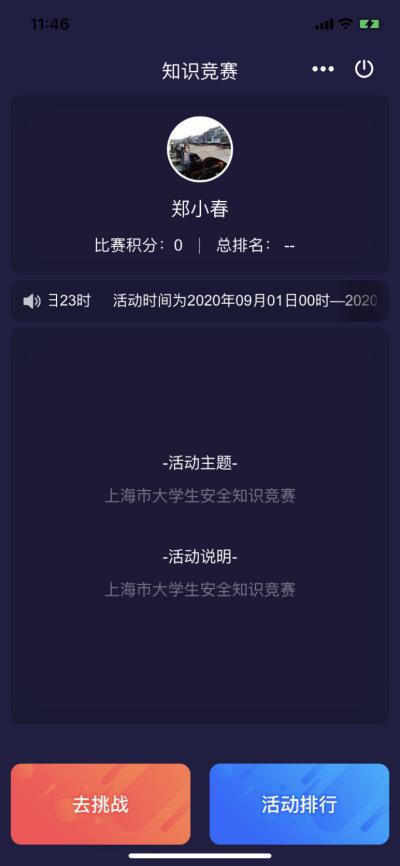 11:46
知识竞赛
郑小春
比赛积分：0 | 总排名： --
日23时 活动时间为2020年09月01日00时—2020
-活动主题-
上海市大学生安全知识竞赛
-活动说明-
上海市大学生安全知识竞赛
去挑战 活动排行